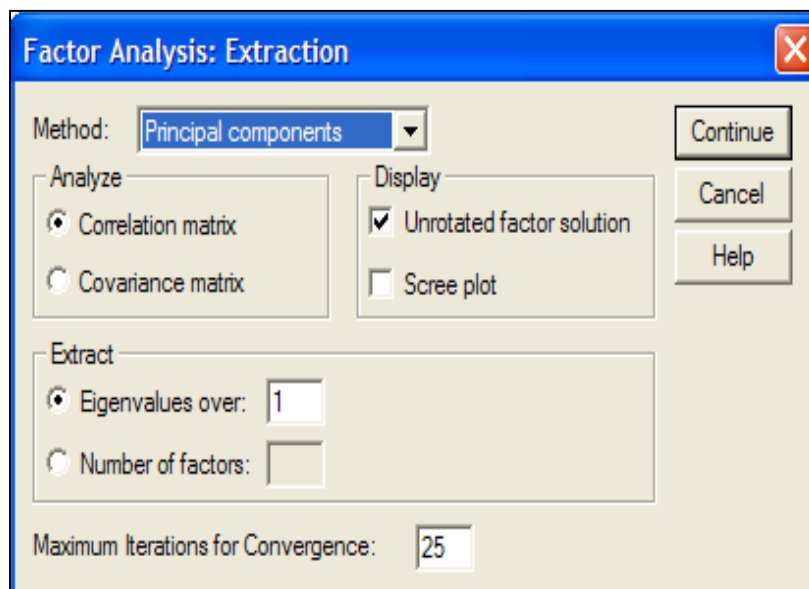 Factor Analysis: Extraction
Method: Principal components
Continue
Analyze
Display
Cancel
Correlation matrix
Unrotated factor solution
Help
Covariance matrix
Scree plot
Extract
Eigenvalues over: 1
Number of factors:
Maximum Iterations for Convergence: 25